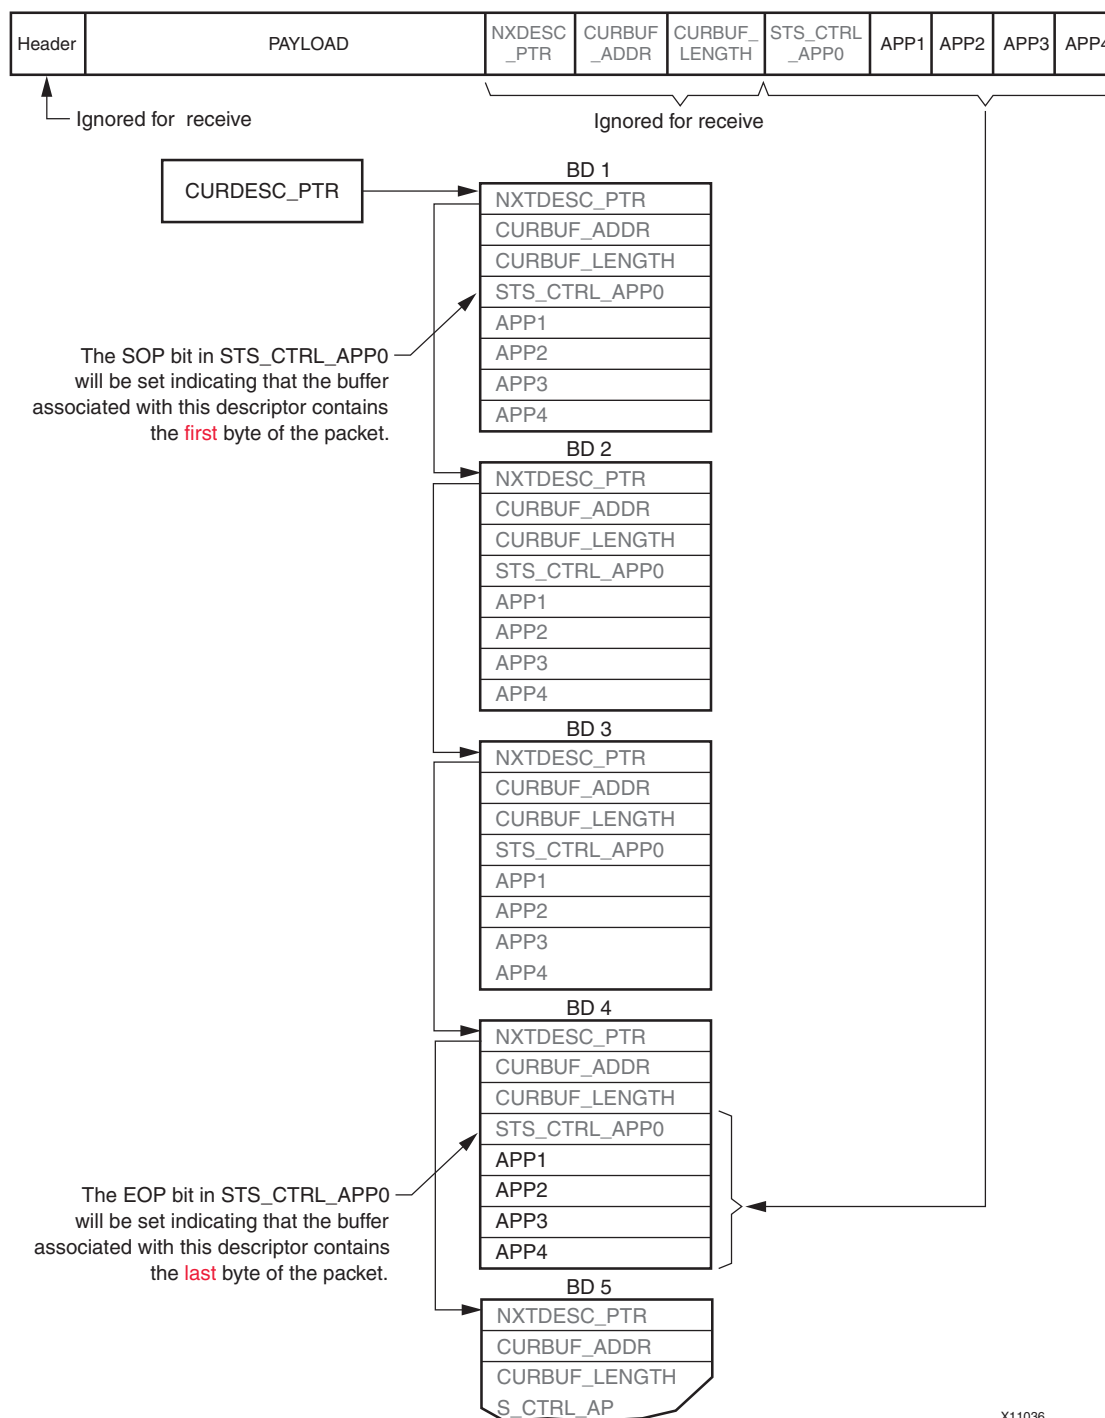 Header PAYLOAD NXDESC _PTR CURBUF _ADDR CURBUF_ LENGTH STS_CTRL _APP0 APP1 APP2 APP3 APP4
Ignored for receive
Ignored for receive
CURDESC_PTR
BD 1
NXTDESC_PTR
CURBUF_ADDR
CURBUF_LENGTH
STS_CTRL_APP0
APP1
APP2
APP3
APP4
The SOP bit in STS_CTRL_APP0
will be set indicating that the buffer
associated with this descriptor contains
the first byte of the packet.
BD 2
NXTDESC_PTR
CURBUF_ADDR
CURBUF_LENGTH
STS_CTRL_APP0
APP1
APP2
APP3
APP4
BD 3
NXTDESC_PTR
CURBUF_ADDR
CURBUF_LENGTH
STS_CTRL_APP0
APP1
APP2
APP3
APP4
BD 4
NXTDESC_PTR
CURBUF_ADDR
CURBUF_LENGTH
STS_CTRL_APP0
APP1
APP2
APP3
APP4
The EOP bit in STS_CTRL_APP0
will be set indicating that the buffer
associated with this descriptor contains
the last byte of the packet.
BD 5
NXTDESC_PTR
CURBUF_ADDR
CURBUF_LENGTH
S_CTRL_AP
X11036